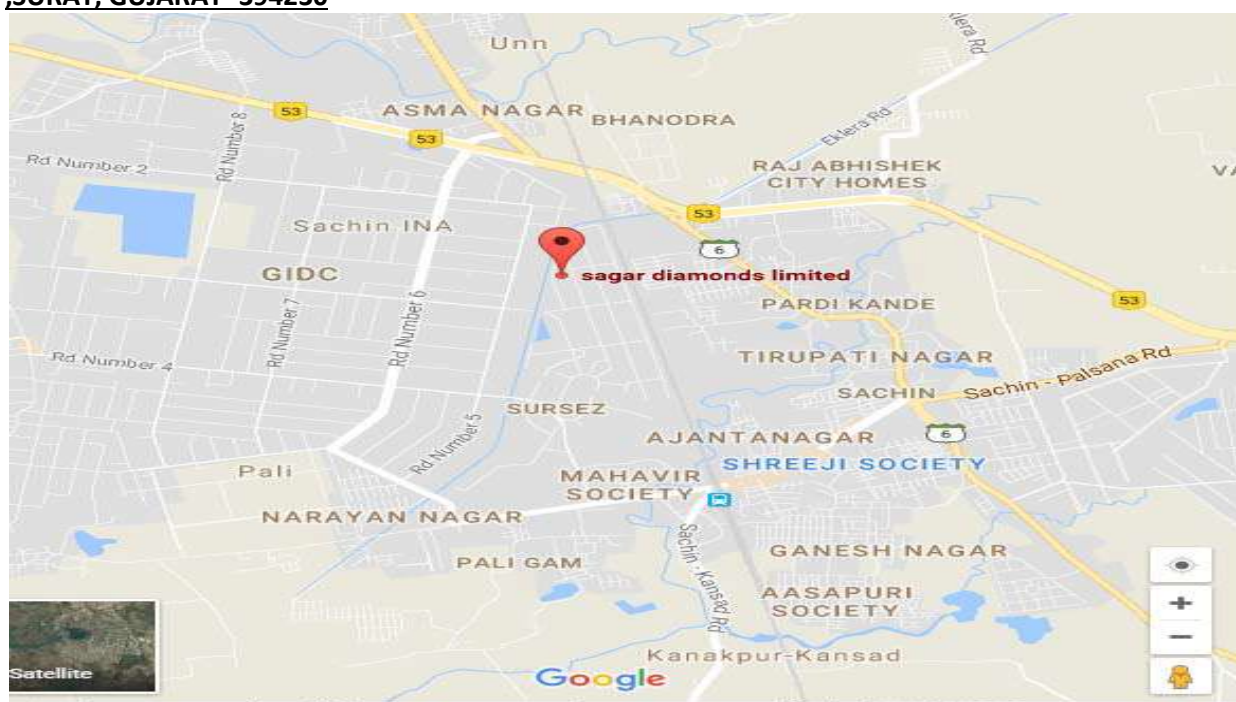 ,SURAT, GUJARAT 394230
Unn
Eklera Rd
53
ASMA NAGAR
BHANODRA
53
Rd Number 8
Eklera Rd
Rd Number 2
RAJ ABHISHEK
CITY HOMES
VA
Sachin INA
53
6
GIDC
sagar diamonds limited
PARDI KANDE
53
Rd Number 7
Rd Number 6
Rd Number 4
TIRUPATI NAGAR
Sachin - Palsana Rd
SACHIN
SURSEZ
Rd Number 5
AJANTANAGAR
6
Pali
MAHAVIR
SOCIETY
SHREEJI SOCIETY
NARAYAN NAGAR
Sachin - Kansad Rd
PALI GAM
GANESH NAGAR
AASAPURI
SOCIETY
+
−
Kanakpur-Kansad
Satellite
Google